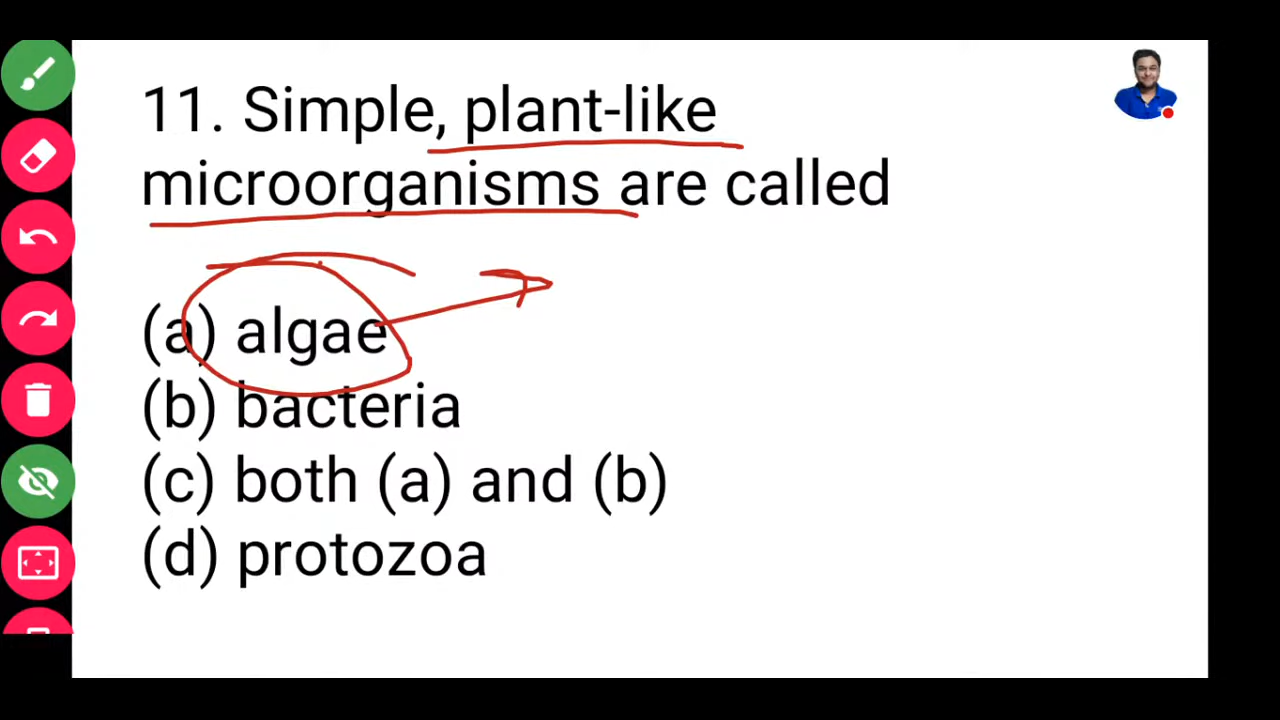 11. Simple, plant-like
microorganisms are called
(a) algae
(b) bacteria
(c) both (a) and (b)
(d) protozoa